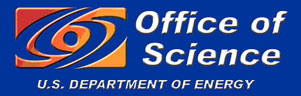 Office of
Science
U.S. DEPARTMENT OF ENERGY